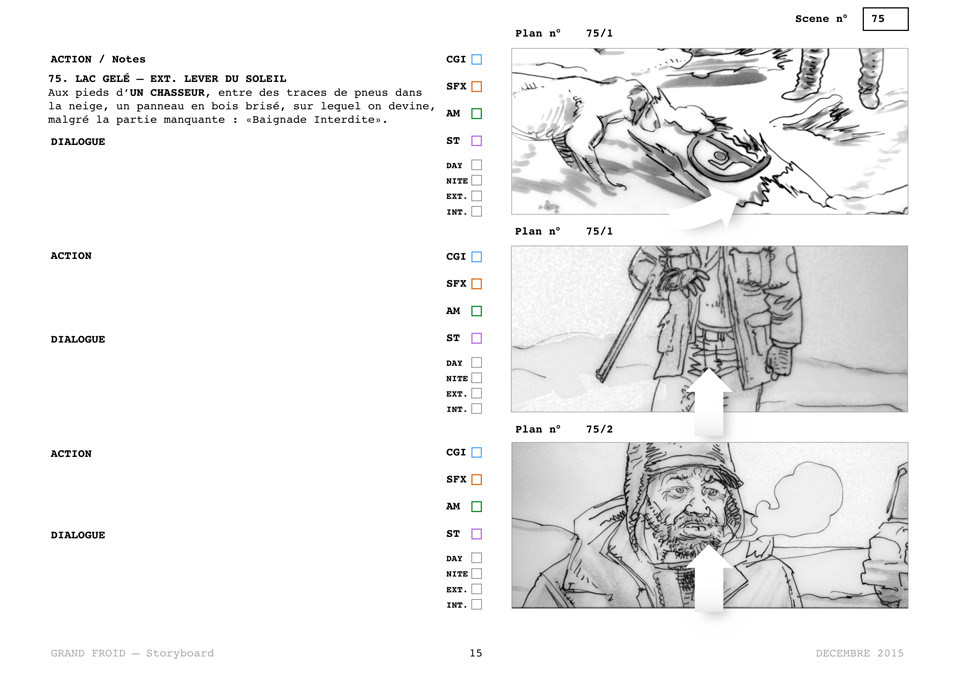 Scene nº 75
Plan nº 75/1
ACTION / Notes
75. LAC GELÉ – EXT. LEVER DU SOLEIL
Aux pieds d’UN CHASSEUR, entre des traces de pneus dans
la neige, un panneau en bois brisé, sur lequel on devine,
malgré la partie manquante : «Baignade Interdite».
DIALOGUE
CGI
SFX
AM
ST
DAY
NITE
EXT.
INT.
Plan nº 75/1
ACTION
DIALOGUE
CGI
SFX
AM
ST
DAY
NITE
EXT.
INT.
Plan nº 75/2
ACTION
DIALOGUE
CGI
SFX
AM
ST
DAY
NITE
EXT.
INT.
GRAND FROID – Storyboard
15
DECEMBRE 2015